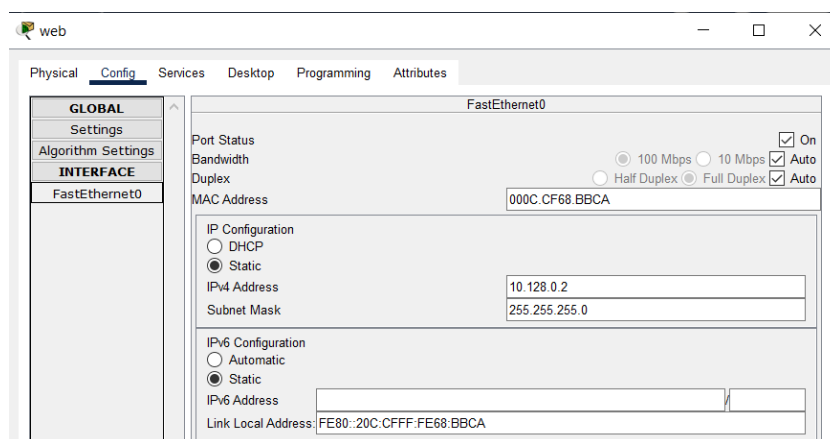 web
Physical Config Services Desktop Programming Attributes
GLOBAL
Settings
Algorithm Settings
INTERFACE
FastEthernet0
FastEthernet0
Port Status On
Bandwidth 100 Mbps 10 Mbps Auto
Duplex Half Duplex Full Duplex Auto
MAC Address 000C.CF68.BBCA
IP Configuration
DHCP
Static
IPv4 Address 10.128.0.2
Subnet Mask 255.255.255.0
IPv6 Configuration
Automatic
Static
IPv6 Address /
Link Local Address: FE80::20C:CFFF:FE68:BBCA